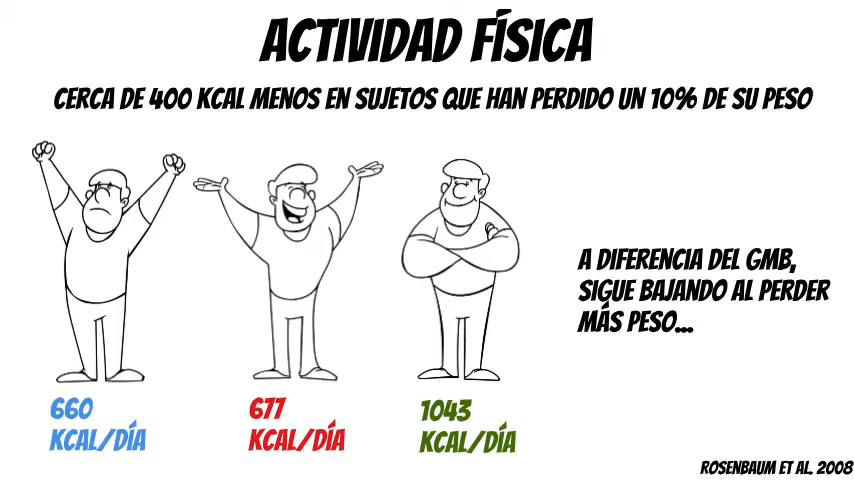 ACTIVIDAD FÍSICA
CERCA DE 400 KCAL MENOS EN SUJETOS QUE HAN PERDIDO UN 10% DE SU PESO
A DIFERENCIA DEL GMB,
SIGUE BAJANDO AL PERDER
MÁS PESO...
660
KCAL/DÍA
677
KCAL/DÍA
1043
KCAL/DÍA
ROSENBAUM ET AL. 2008